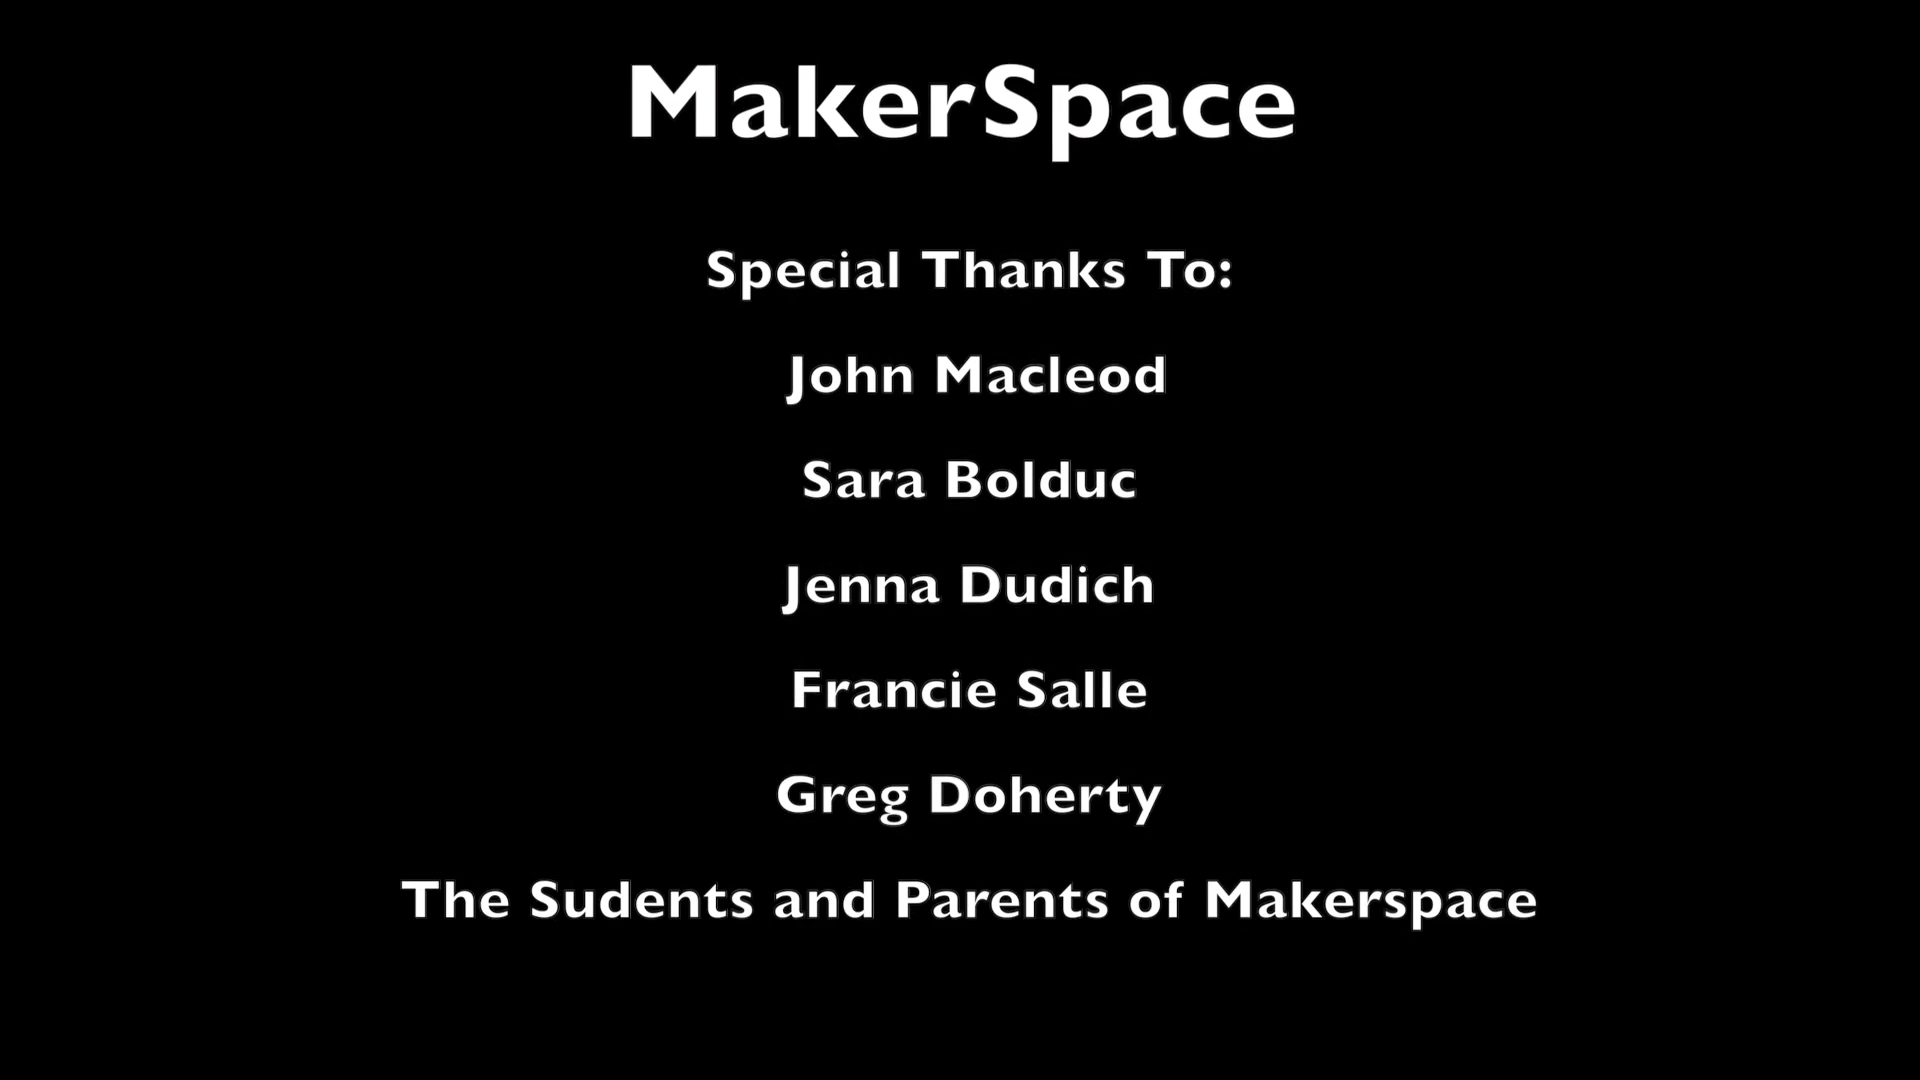 MakerSpace
Special Thanks To:
John Macleod
Sara Bolduc
Jenna Dudich
Francie Salle
Greg Doherty
The Sudents and Parents of Makerspace